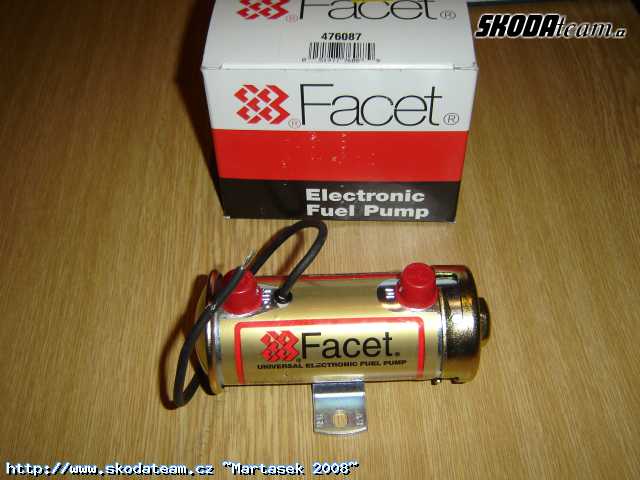 Facet
476087
SKODAteam.cz
Facet®
Electronic
Fuel Pump
IN
Facet®
UNIVERSAL ELECTRONIC FUEL PUMP
http://www.skodateam.cz ~Martasek 2008~